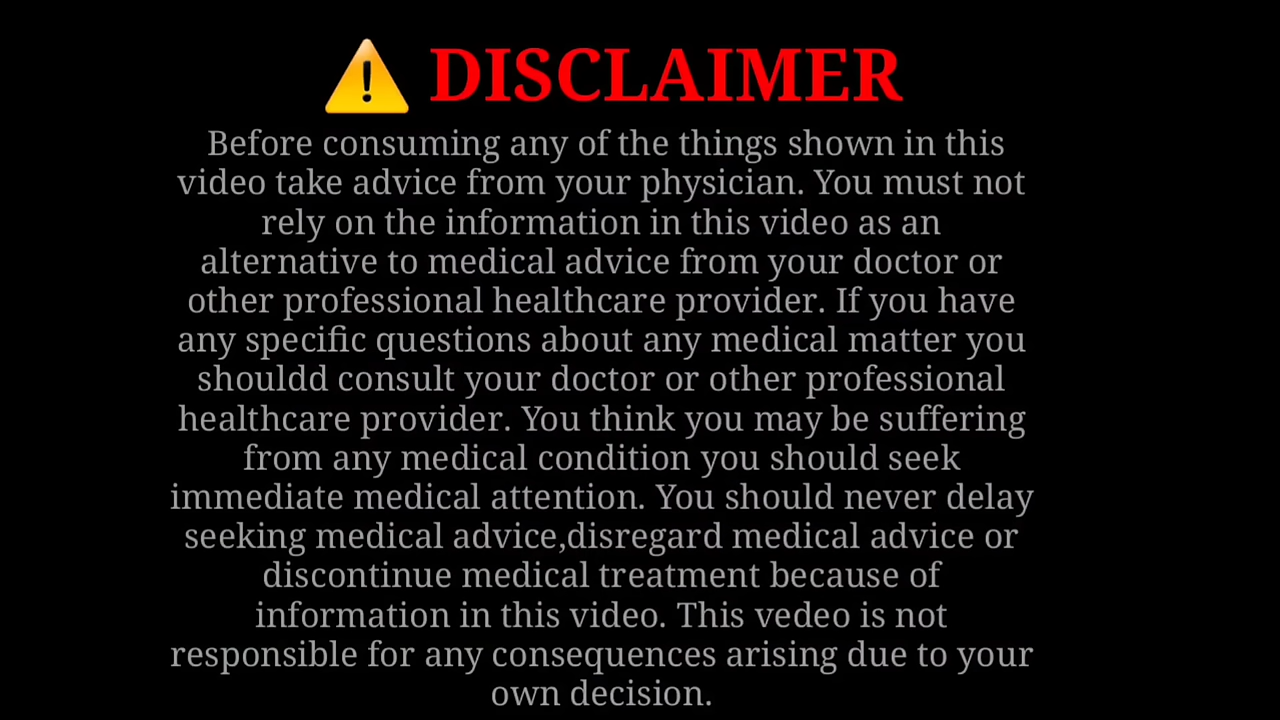 ⚠️ DISCLAIMER
Before consuming any of the things shown in this
video take advice from your physician. You must not
rely on the information in this video as an
alternative to medical advice from your doctor or
other professional healthcare provider. If you have
any specific questions about any medical matter you
shouldd consult your doctor or other professional
healthcare provider. You think you may be suffering
from any medical condition you should seek
immediate medical attention. You should never delay
seeking medical advice,disregard medical advice or
discontinue medical treatment because of
information in this video. This vedeo is not
responsible for any consequences arising due to your
own decision.